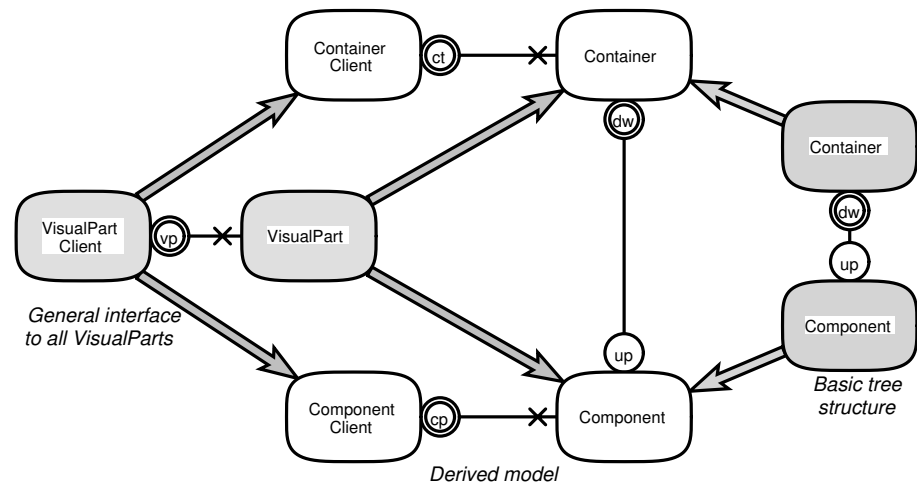 Container
Client
ct
Container
dw
Container
dw
VisualPart
Client
vp
VisualPart
up
General interface
to all VisualParts
Component
up
Basic tree
structure
Component
Client
cp
Component
Derived model